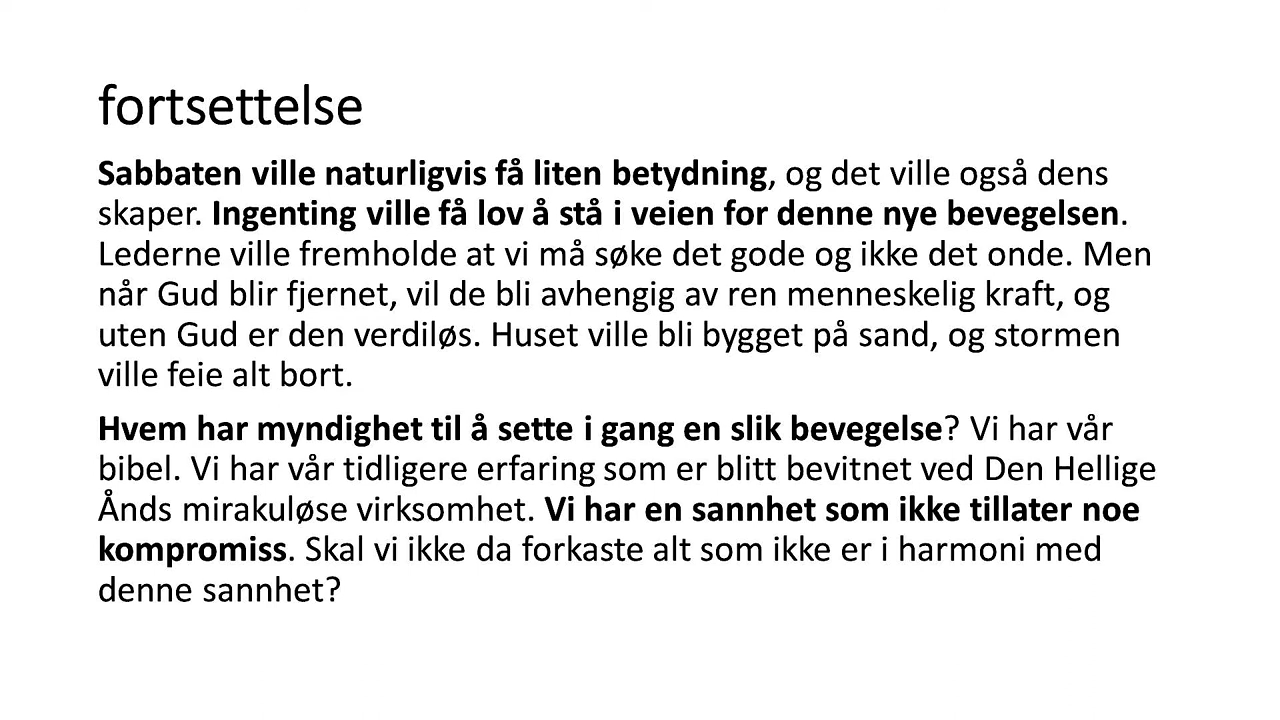 fortsettelse
Sabbaten ville naturligvis få liten betydning, og det ville også dens
skaper. Ingenting ville få lov å stå i veien for denne nye bevegelsen.
Lederne ville fremholde at vi må søke det gode og ikke det onde. Men
når Gud blir fjernet, vil de bli avhengig av ren menneskelig kraft, og
uten Gud er den verdiløs. Huset ville bli bygget på sand, og stormen
ville feie alt bort.
Hvem har myndighet til å sette i gang en slik bevegelse? Vi har vår
bibel. Vi har vår tidligere erfaring som er blitt bevitnet ved Den Hellige
Ånds mirakuløse virksomhet. Vi har en sannhet som ikke tillater noe
kompromiss. Skal vi ikke da forkaste alt som ikke er i harmoni med
denne sannhet?